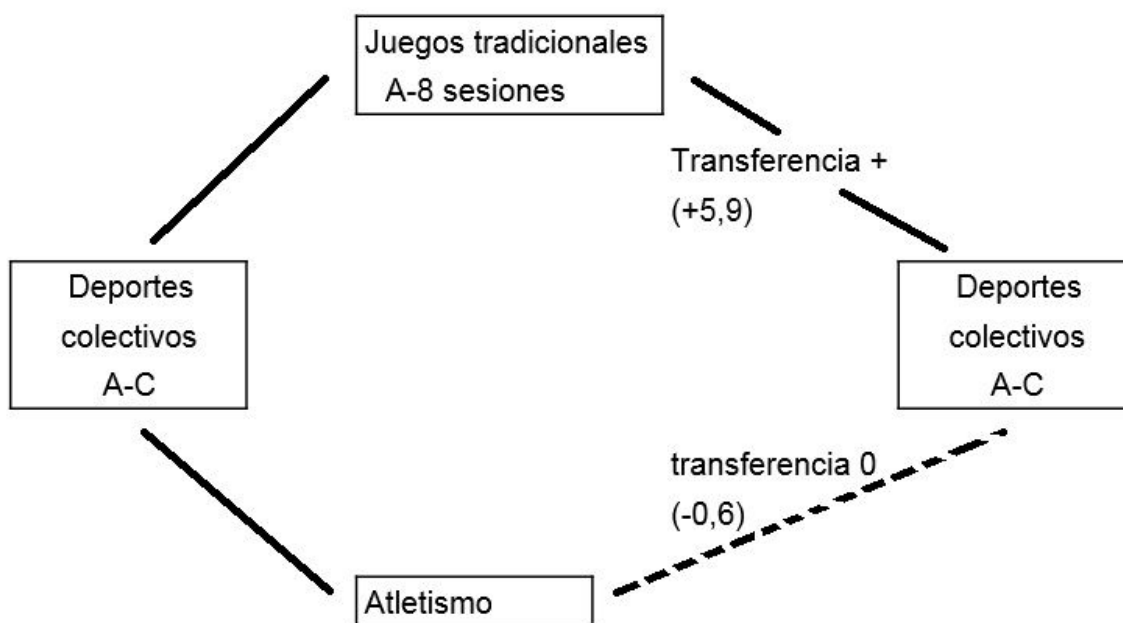 Juegos tradicionales
A-8 sesiones
Transferencia +
(+5,9)
Deportes
colectivos
A-C
Deportes
colectivos
A-C
transferencia 0
(-0,6)
Atletismo